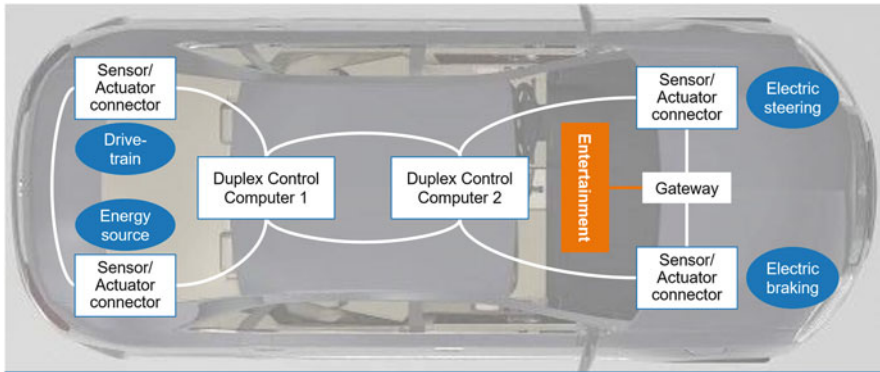 Sensor/
Actuator
connector
Drive-
train
Energy
source
Sensor/
Actuator
connector
Duplex Control
Computer 1
Duplex Control
Computer 2
Entertainment
Sensor/
Actuator
connector
Electric
steering
Gateway
Sensor/
Actuator
connector
Electric
braking